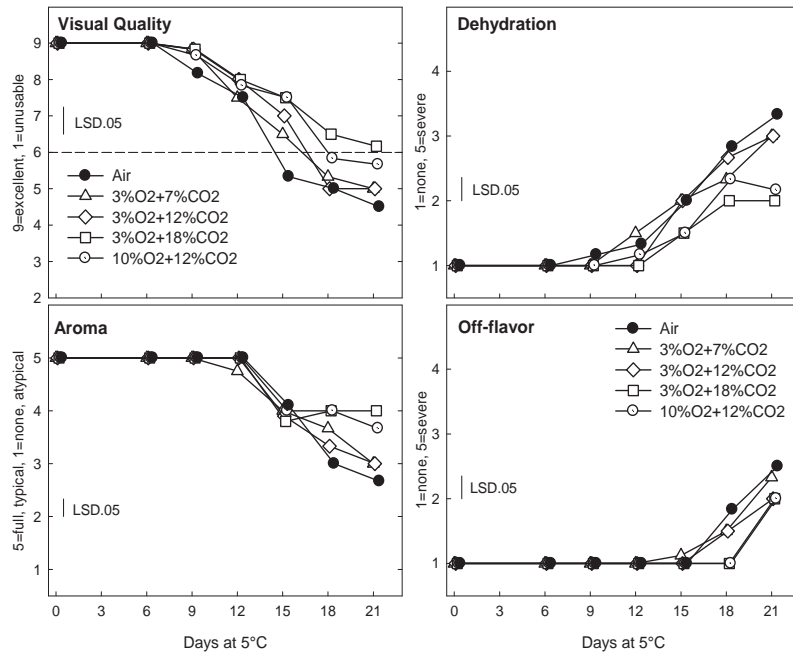 Visual Quality
9=excellent, 1=unusable
9
8
7
6
5
4
3
2
LSD.05
Air
3%O2+7%CO2
3%O2+12%CO2
3%O2+18%CO2
10%O2+12%CO2
Dehydration
1=none, 5=severe
4
3
2
1
LSD.05
Aroma
5=full, typical, 1=none, atypical
5
4
3
2
1
LSD.05
0 3 6 9 12 15 18 21
Days at 5°C
Off-flavor
1=none, 5=severe
4
3
2
1
LSD.05
Air
3%O2+7%CO2
3%O2+12%CO2
3%O2+18%CO2
10%O2+12%CO2
0 3 6 9 12 15 18 21
Days at 5°C